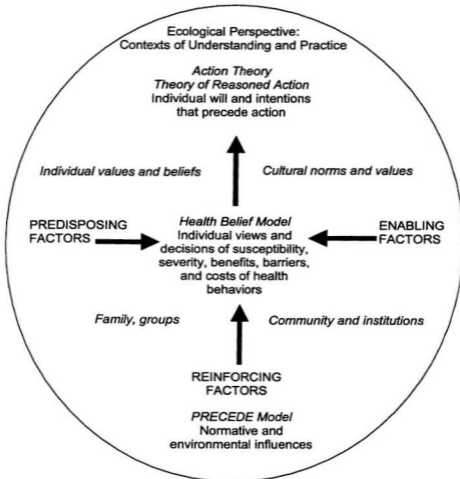 Ecological Perspective:
Contexts of Understanding and Practice
Action Theory
Theory of Reasoned Action
Individual will and intentions
that precede action
Individual values and beliefs
Cultural norms and values
PREDISPOSING
FACTORS
Health Belief Model
Individual views and
decisions of susceptibility,
severity, benefits, barriers,
and costs of health
behaviors
ENABLING
FACTORS
Family, groups
Community and institutions
REINFORCING
FACTORS
PRECEDE Model
Normative and
environmental influences